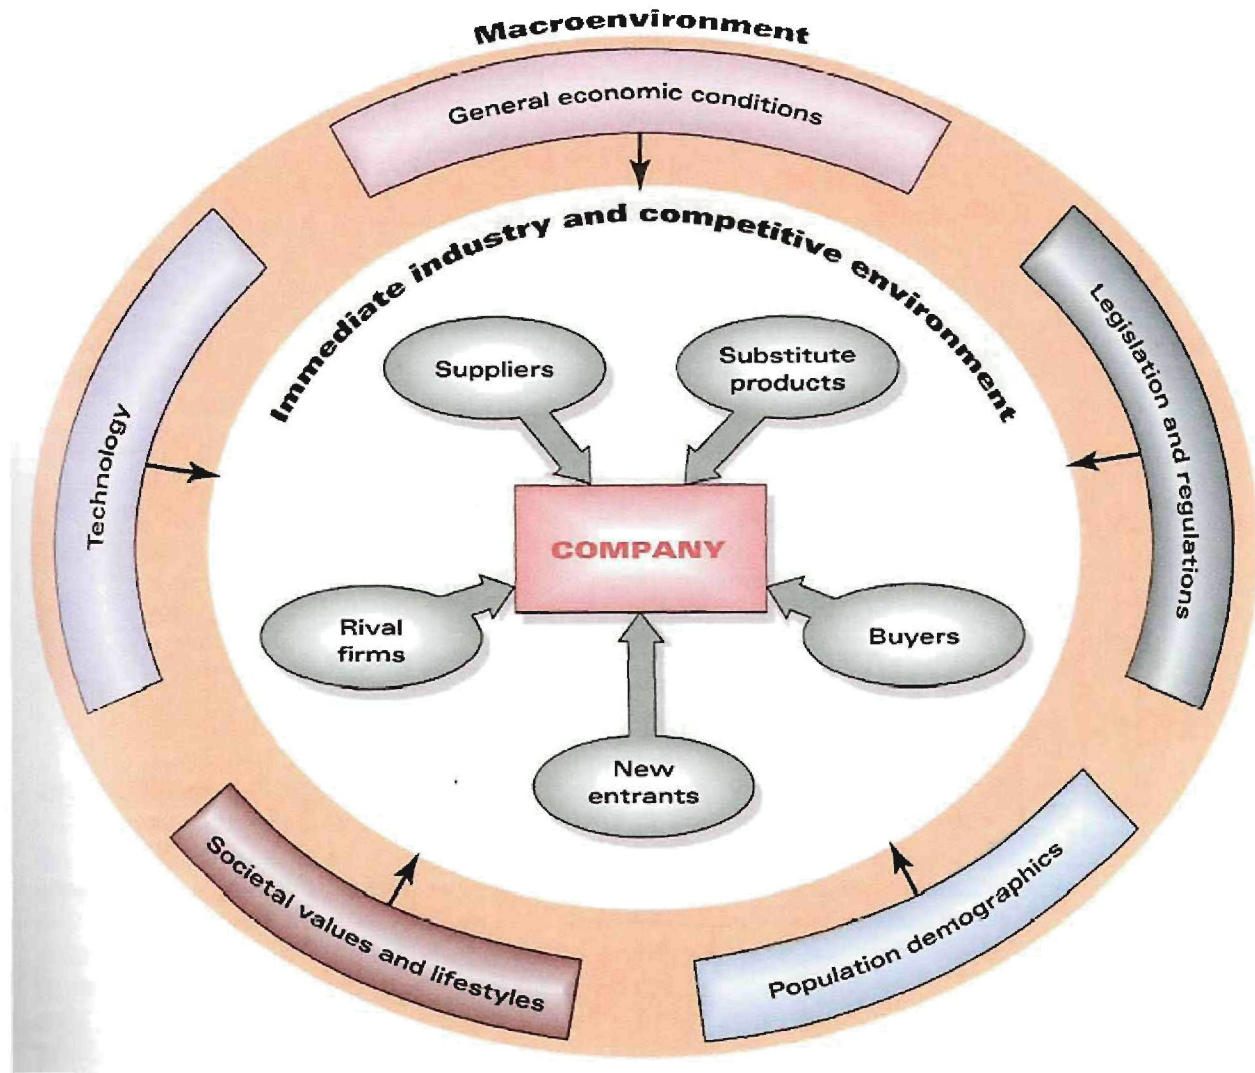 Macroenvironment
General economic conditions
Immediate industry and competitive environment
Legislation and regulations
Technology
Suppliers
Substitute
products
COMPANY
Rival
firms
Buyers
New
entrants
Societal values and lifestyles
Population demographics